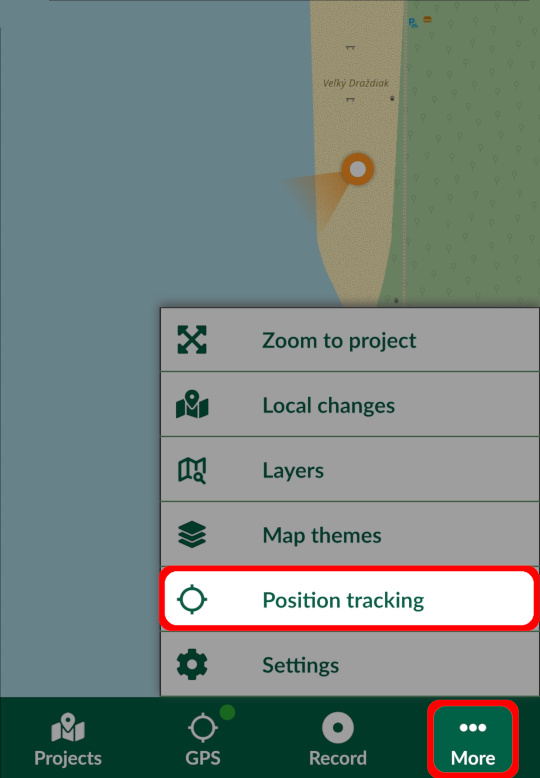 Veľký Draždiak
Zoom to project
Local changes
Layers
Map themes
Position tracking
Settings
Projects
GPS
Record
More